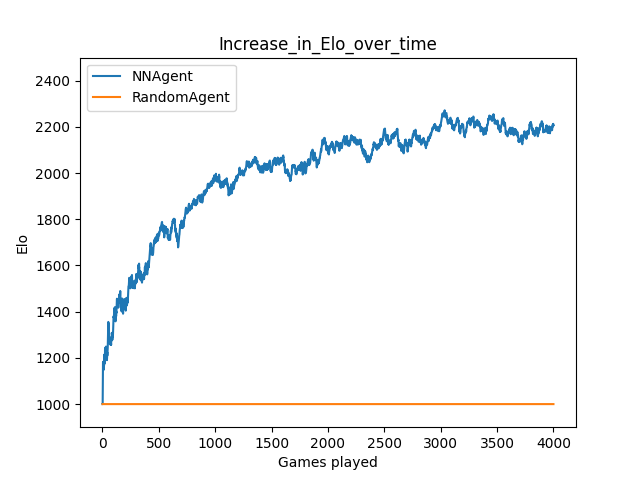 Increase_in_Elo_over_time
NNAgent
RandomAgent
2400
2200
2000
1800
1600
1400
1200
1000
Elo
0 500 1000 1500 2000 2500 3000 3500 4000
Games played